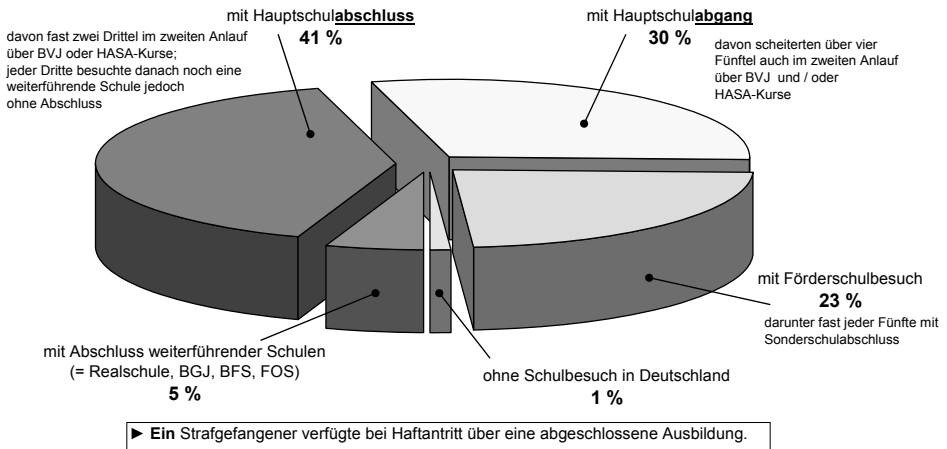 mit Hauptschulabschluss
41 %
davon fast zwei Drittel im zweiten Anlauf
über BVJ oder HASA-Kurse;
jeder Dritte besuchte danach noch eine
weiterführende Schule jedoch
ohne Abschluss
mit Hauptschulabgang
30 %
davon scheiterten über vier
Fünftel auch im zweiten Anlauf
über BVJ und / oder
HASA-Kurse
mit Förderschulbesuch
23 %
darunter fast jeder Fünfte mit
Sonderschulabschluss
mit Abschluss weiterführender Schulen
(= Realschule, BGJ, BFS, FOS)
5 %
ohne Schulbesuch in Deutschland
1 %
► Ein Strafgefangener verfügte bei Haftantritt über eine abgeschlossene Ausbildung.